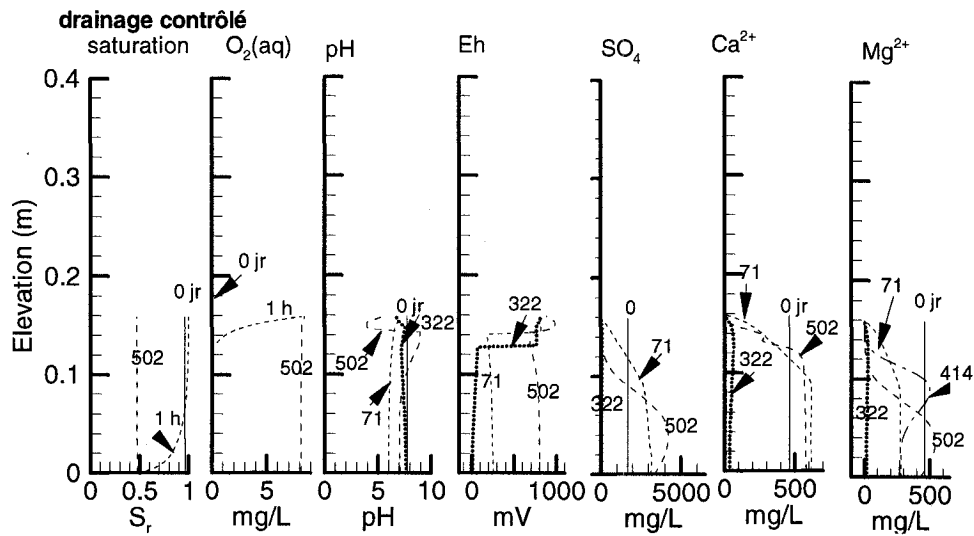 drainage contrôlé
saturation O₂(aq) pH Eh SO₄ Ca²⁺ Mg²⁺
Elevation (m)
0.4
0.3
0.2
0.1
0
0 jr
502
1 h
0 0.5 1
Sᵣ
0 jr
1 h
502
0 5
mg/L
0 jr
322
502
71
0 5 10
pH
322
71
502
0 1000
mV
0
71
322
502
0 5000
mg/L
71
0 jr
502
322
0 500
mg/L
71
0 jr
414
322
502
0 500
mg/L